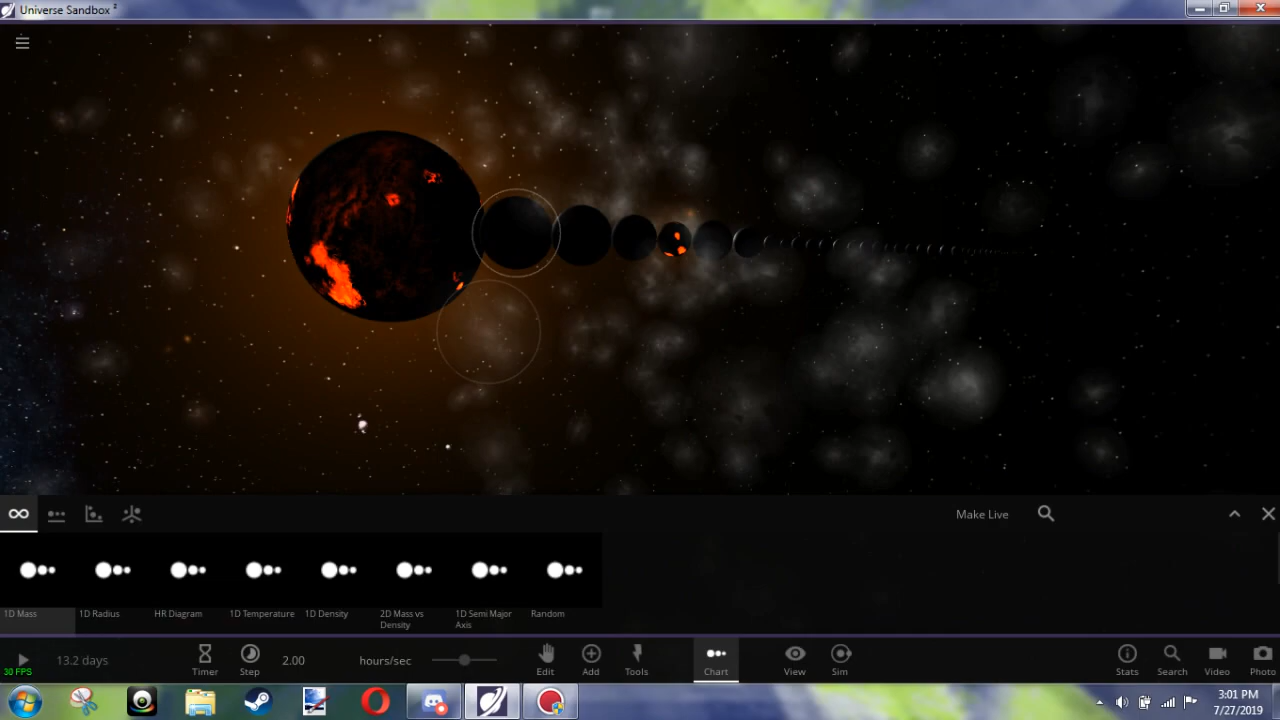 Universe Sandbox ²
Make Live
1D Mass
1D Radius
HR Diagram
1D Temperature
1D Density
2D Mass vs Density
1D Semi Major Axis
Random
30 FPS
13.2 days
Timer
Step
2.00
hours/sec
Edit
Add
Tools
Chart
View
Sim
Stats
Search
Video
Photo
3:01 PM
7/27/2019